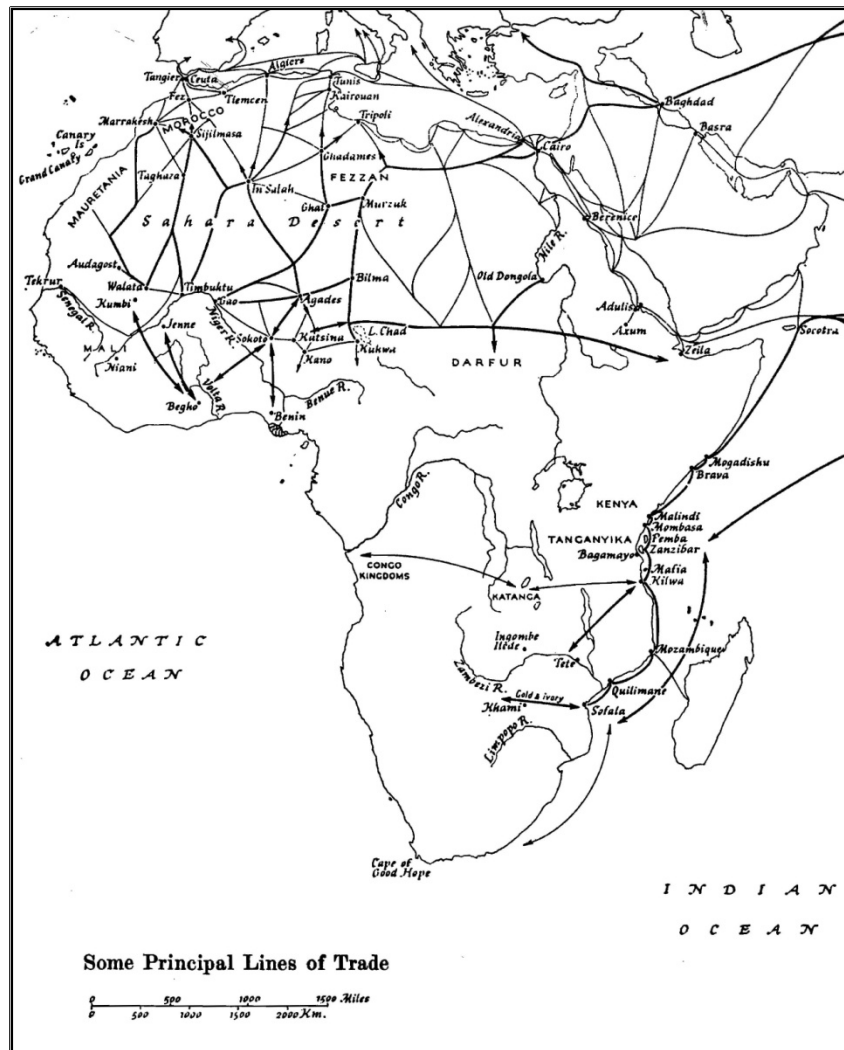 Tangier
Ceuta
Algiers
Tunis
Kairouan
Fez
Tlemcen
Tripoli
Marrakesh
MOROCCO
Sijilmasa
Alexandria
Cairo
Baghdad
Basra
Canary
Is
Grand Canary
Ghadames
Taghaza
In Salah
FEZZAN
MAURETANIA
Ghat
Murzuk
Sahara Desert
Berenice
Nile R.
Audagost
Tekrur
Walata
Timbuktu
Bilma
Old Dongola
Kumbi
Gao
Agades
Senegal R.
Adulis
Axum
Socotra
Jenne
Niger R.
Sokoto
Katsina
L. Chad
MALI
Kano
Kukwa
DARFUR
Zeila
Niani
Volta R.
Benue R.
Begho
Benin
Mogadishu
Brava
Congo R.
KENYA
Malindi
Mombasa
TANGANYIKA
Pemba
Zanzibar
Bagamayo
CONGO
KINGDOMS
Mafia
Kilwa
KATANGA
ATLANTIC
OCEAN
Ingombe
Ilède
Tete
Mozambique
Zambezi R.
Quilimane
Gold & ivory
Khami
Sofala
Limpopo R.
Cape of
Good Hope
INDIAN
OCEAN
Some Principal Lines of Trade
0 500 1000 1500 Miles
0 500 1000 1500 2000 Km.